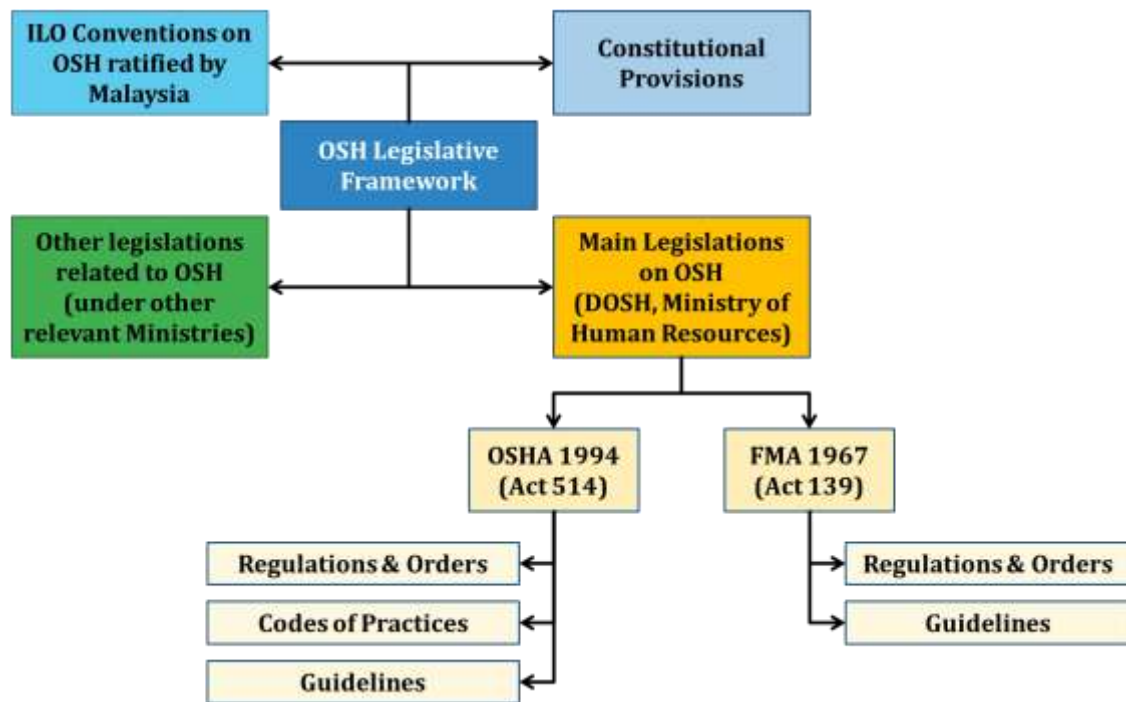 ILO Conventions on
OSH ratified by
Malaysia
Constitutional
Provisions
OSH Legislative
Framework
Other legislations
related to OSH
(under other
relevant Ministries)
Main Legislations
on OSH
(DOSH, Ministry of
Human Resources)
OSHA 1994
(Act 514)
FMA 1967
(Act 139)
Regulations & Orders
Codes of Practices
Guidelines
Regulations & Orders
Guidelines